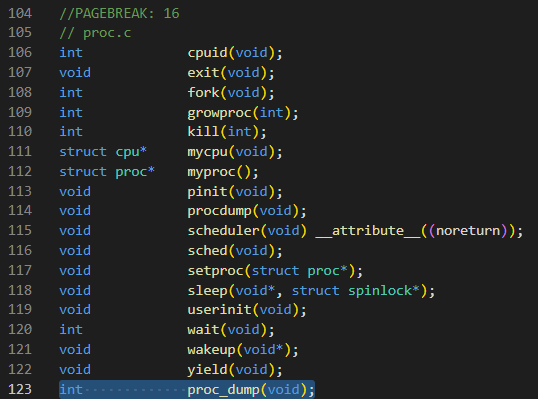 104 //PAGEBREAK: 16
105 // proc.c
106 int             cpuid(void);
107 void            exit(void);
108 int             fork(void);
109 int             growproc(int);
110 int             kill(int);
111 struct cpu*     mycpu(void);
112 struct proc*    myproc();
113 void            pinit(void);
114 void            procdump(void);
115 void            scheduler(void) __attribute__((noreturn));
116 void            sched(void);
117 void            setproc(struct proc*);
118 void            sleep(void*, struct spinlock*);
119 void            userinit(void);
120 int             wait(void);
121 void            wakeup(void*);
122 void            yield(void);
123 int             proc_dump(void);